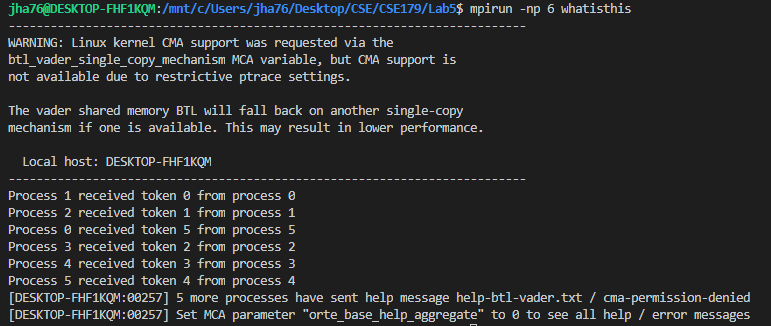 jha76@DESKTOP-FHF1KQM:/mnt/c/Users/jha76/Desktop/CSE/CSE179/Lab5$ mpirun -np 6 whatisthis
--------------------------------------------------------------------------
WARNING: Linux kernel CMA support was requested via the
btl_vader_single_copy_mechanism MCA variable, but CMA support is
not available due to restrictive ptrace settings.

The vader shared memory BTL will fall back on another single-copy
mechanism if one is available. This may result in lower performance.

  Local host: DESKTOP-FHF1KQM
--------------------------------------------------------------------------
Process 1 received token 0 from process 0
Process 2 received token 1 from process 1
Process 0 received token 5 from process 5
Process 3 received token 2 from process 2
Process 4 received token 3 from process 3
Process 5 received token 4 from process 4
[DESKTOP-FHF1KQM:00257] 5 more processes have sent help message help-btl-vader.txt / cma-permission-denied
[DESKTOP-FHF1KQM:00257] Set MCA parameter "orte_base_help_aggregate" to 0 to see all help / error messages